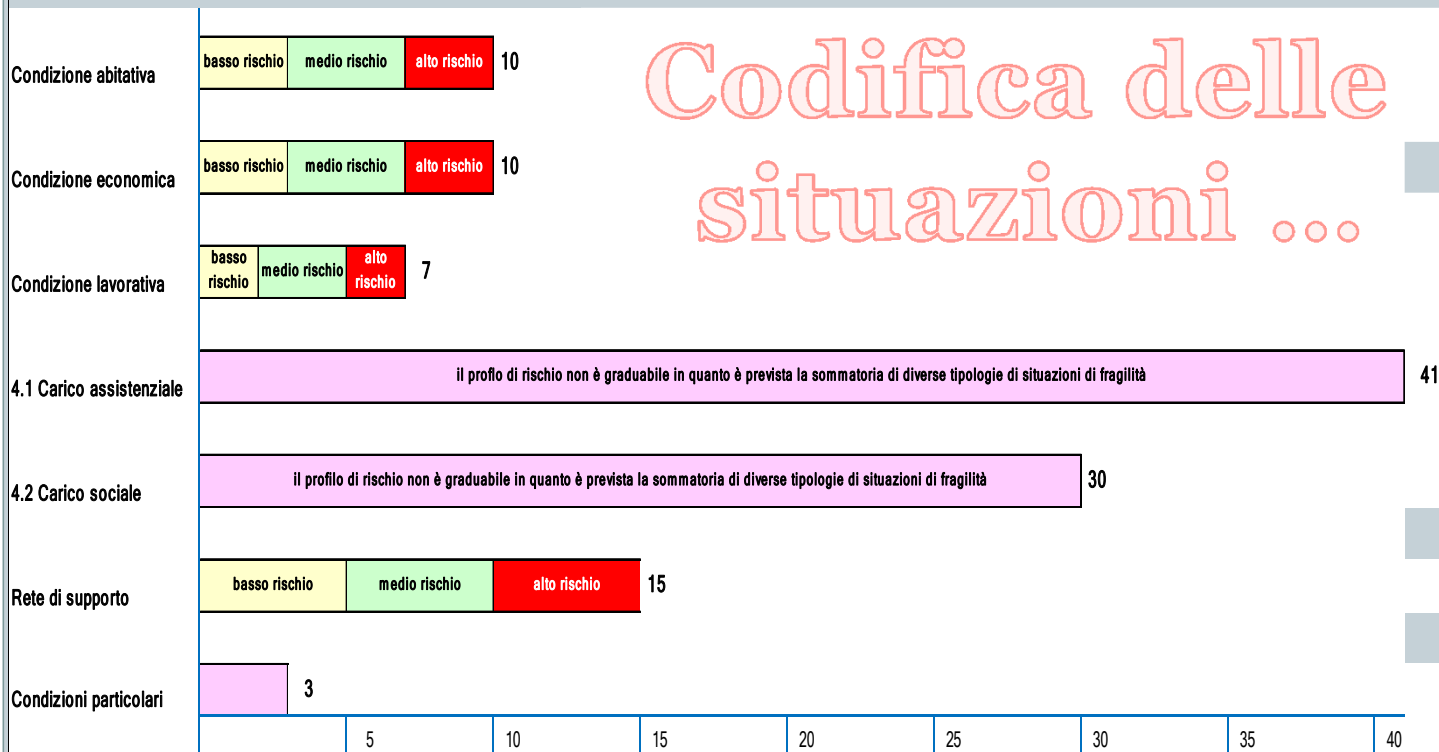 Codifica delle
situazioni ...
Condizione abitativa
basso rischio
medio rischio
alto rischio
10
Condizione economica
basso rischio
medio rischio
alto rischio
10
Condizione lavorativa
basso
rischio
medio rischio
alto
rischio
7
4.1 Carico assistenziale
il proflo di rischio non è graduabile in quanto è prevista la sommatoria di diverse tipologie di situazioni di fragilità
41
4.2 Carico sociale
il profilo di rischio non è graduabile in quanto è prevista la sommatoria di diverse tipologie di situazioni di fragilità
30
Rete di supporto
basso rischio
medio rischio
alto rischio
15
Condizioni particolari
3
5 10 15 20 25 30 35 40